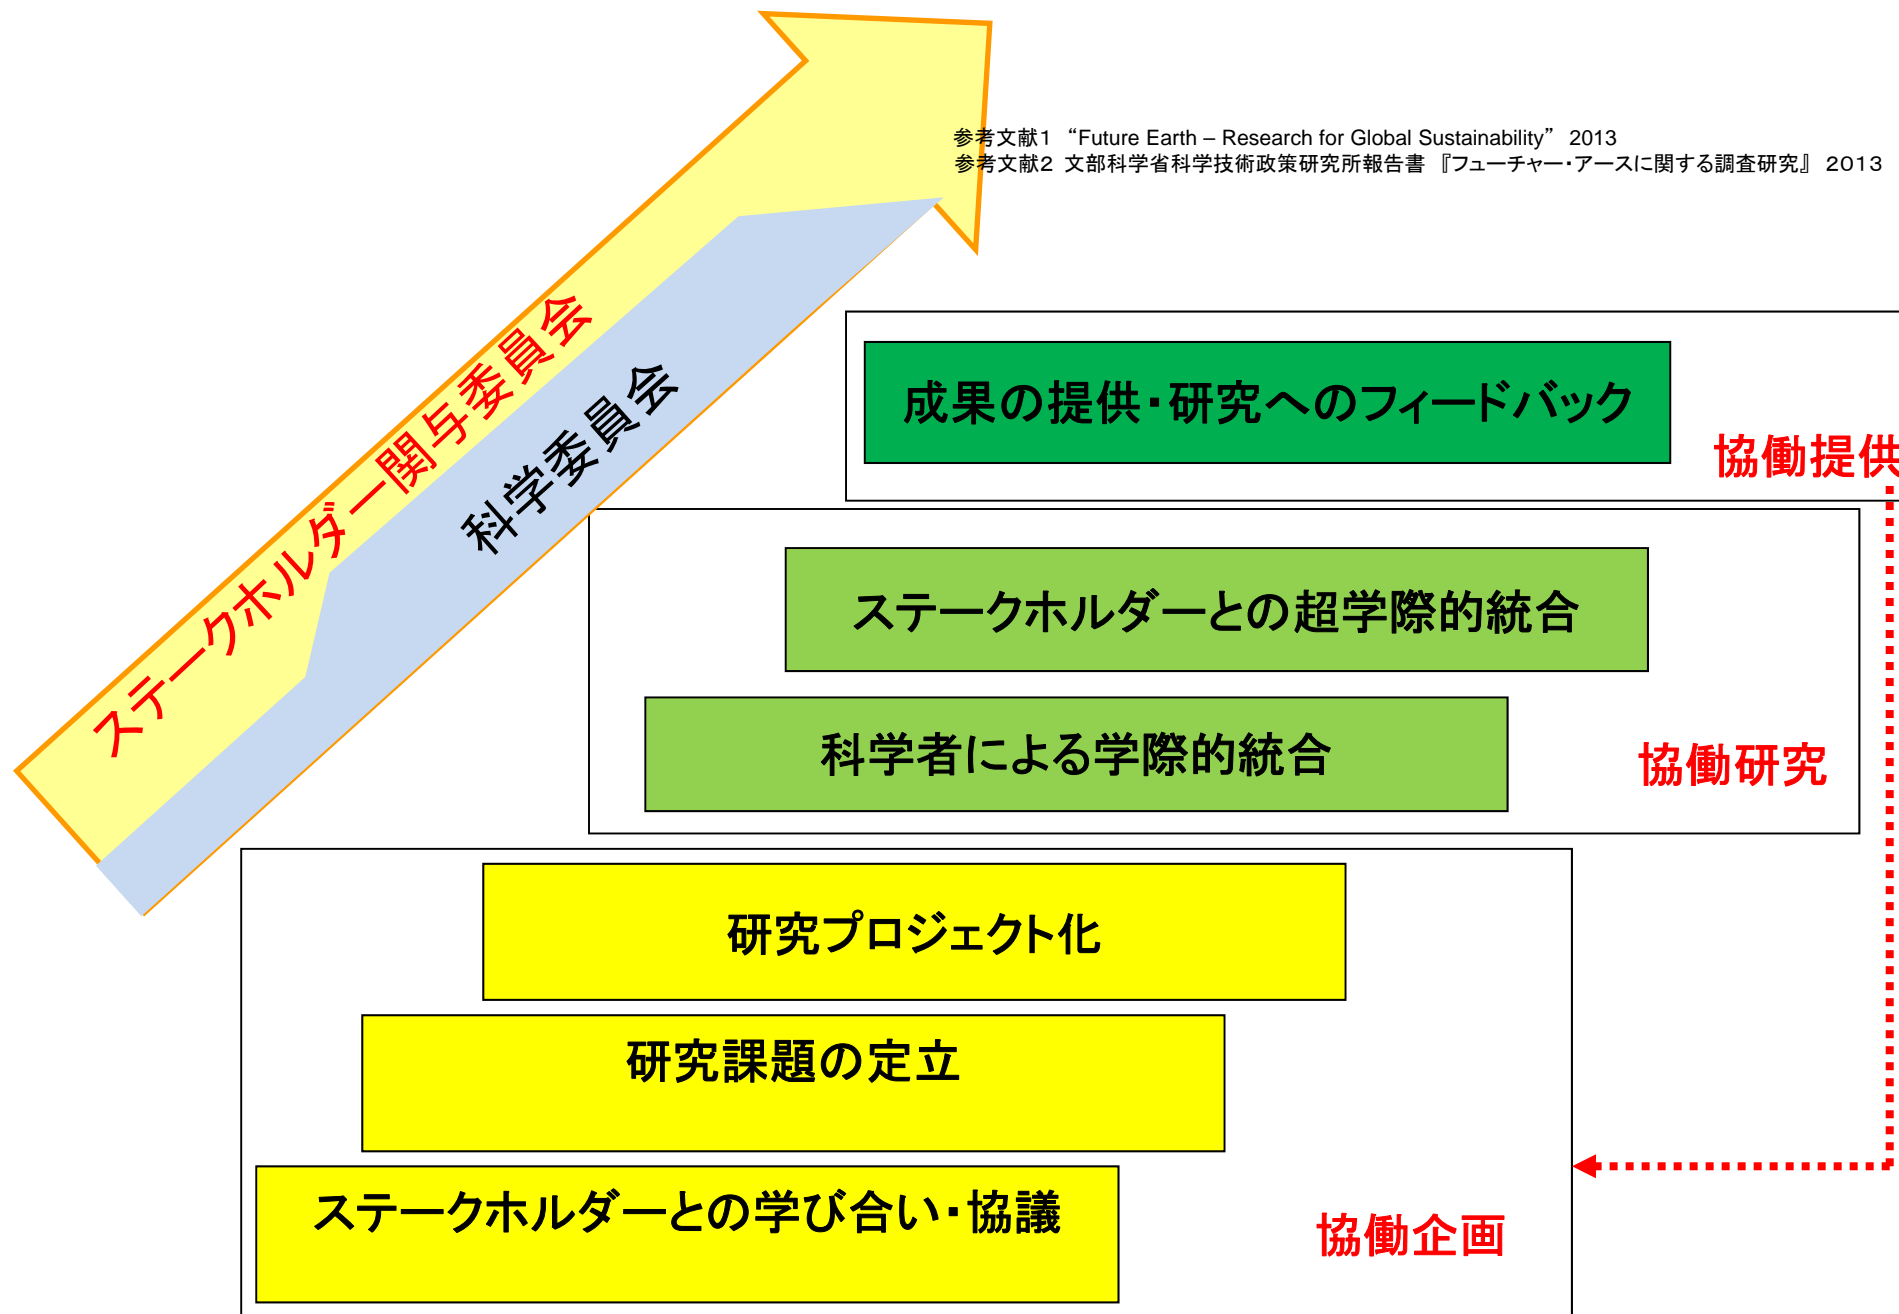 参考文献1 “Future Earth – Research for Global Sustainability” 2013
参考文献2 文部科学省科学技術政策研究所報告書 『フューチャー・アースに関する調査研究』 2013
ステークホルダー関与委員会
科学委員会
成果の提供・研究へのフィードバック
協働提供
ステークホルダーとの超学際的統合
科学者による学際的統合
協働研究
研究プロジェクト化
研究課題の定立
ステークホルダーとの学び合い・協議
協働企画